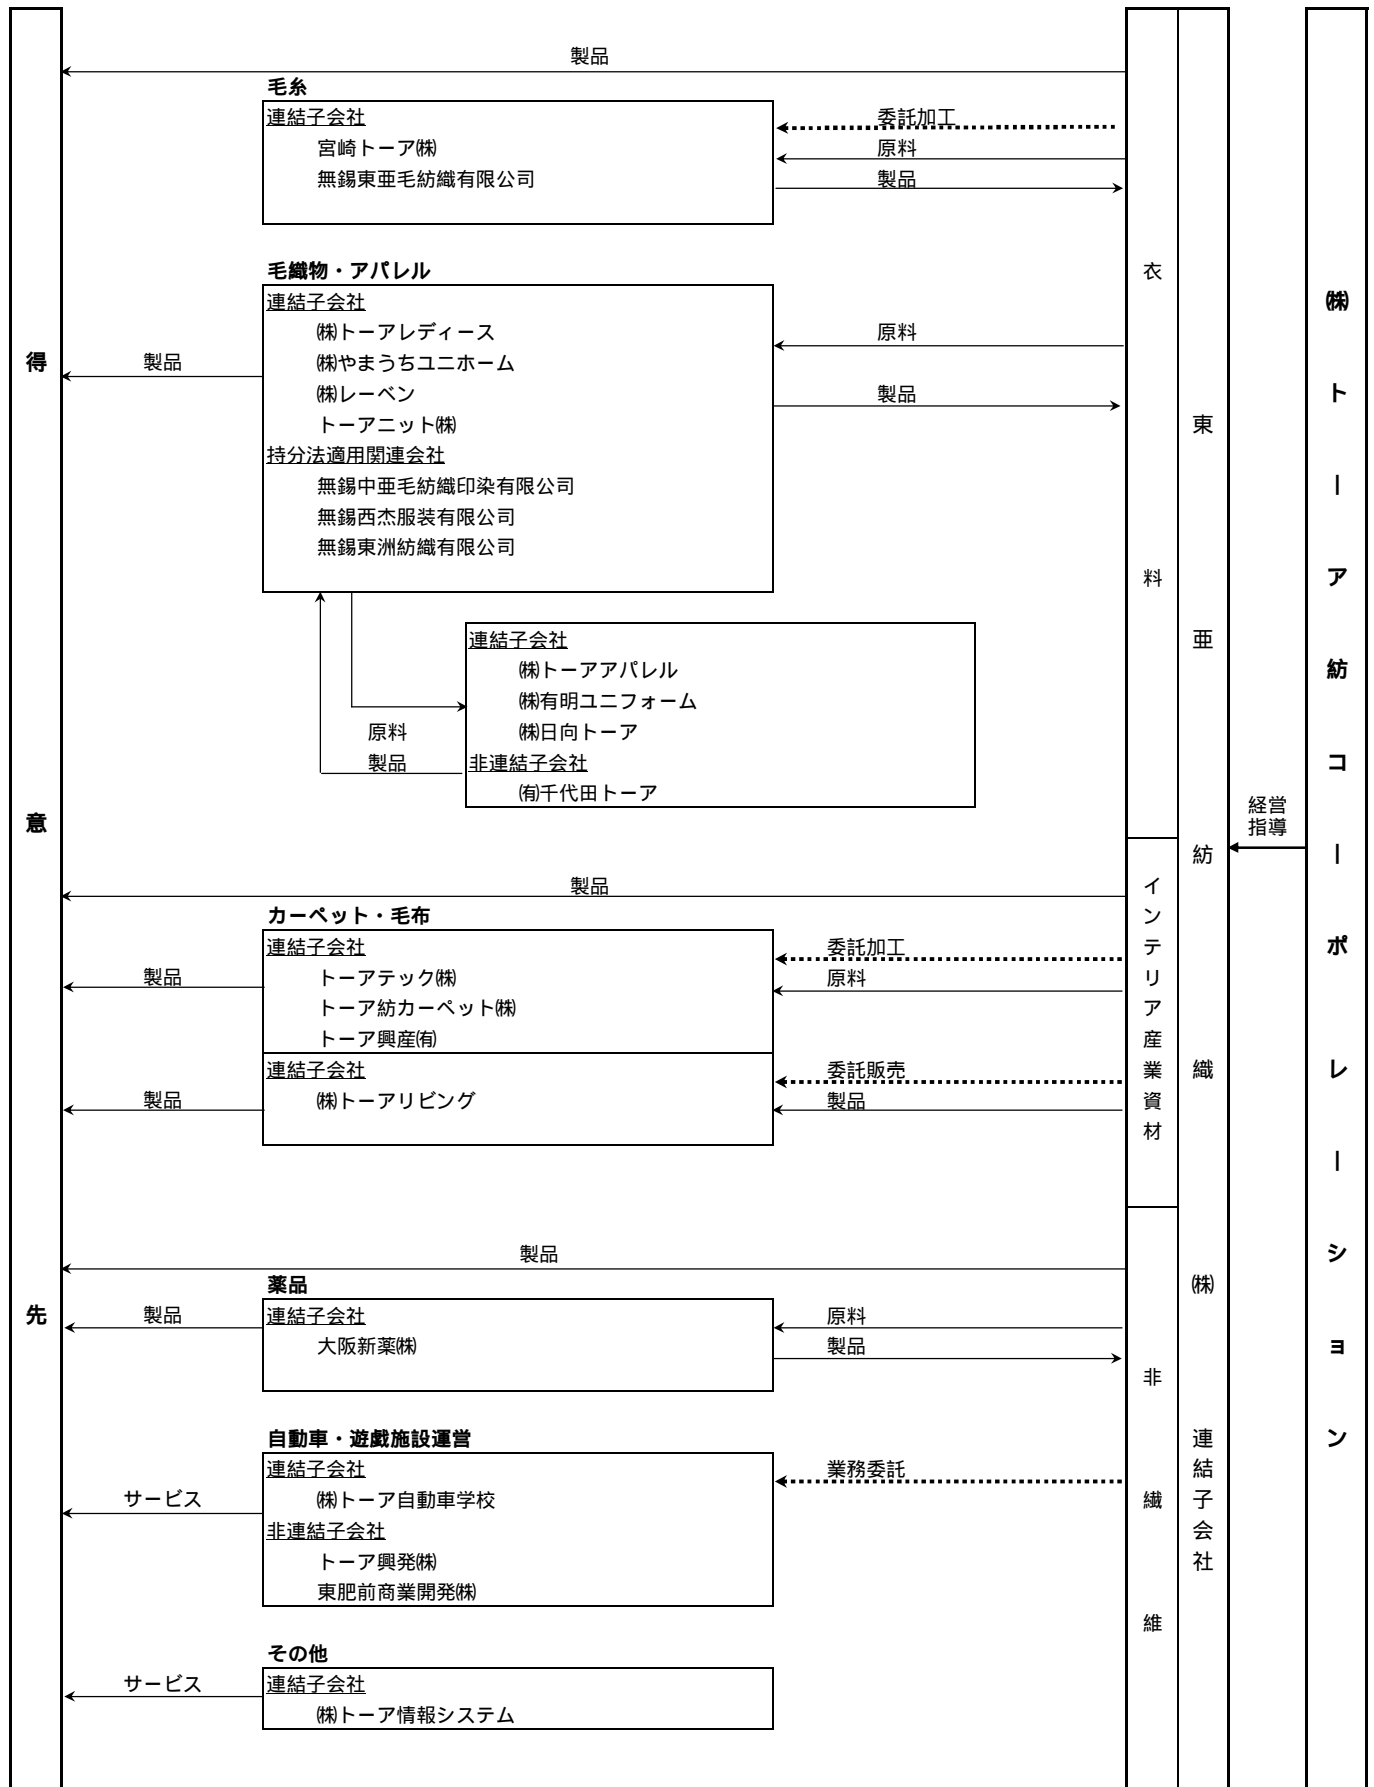 製品
毛糸
連結子会社
委託加工
宮崎トーア㈱
原料
無錫東亜毛紡織有限公司
製品
毛織物・アパレル
連結子会社
㈱トーアレディース
原料
㈱やまうちユニホーム
製品
㈱レーベン
製品
トーアニット㈱
持分法適用関連会社
無錫中亜毛紡織印染有限公司
無錫西杰服装有限公司
無錫東洲紡織有限公司
連結子会社
㈱トーアアパレル
㈱有明ユニフォーム
㈱日向トーア
原料
非連結子会社
製品
㈲千代田トーア
製品
カーペット・毛布
連結子会社
委託加工
トーアテック㈱
製品
原料
トーア紡カーペット㈱
トーア興産㈲
連結子会社
委託販売
㈱トーアリビング
製品
製品
製品
薬品
連結子会社
製品
原料
大阪新薬㈱
製品
自動車・遊戯施設運営
連結子会社
業務委託
㈱トーア自動車学校
サービス
非連結子会社
トーア興発㈱
東肥前商業開発㈱
その他
連結子会社
サービス
㈱トーア情報システム
得意先
衣料
インテリア産業資材
非繊維
東亜紡織㈱
連結子会社
経営
指導
㈱トーア紡コーポレーション